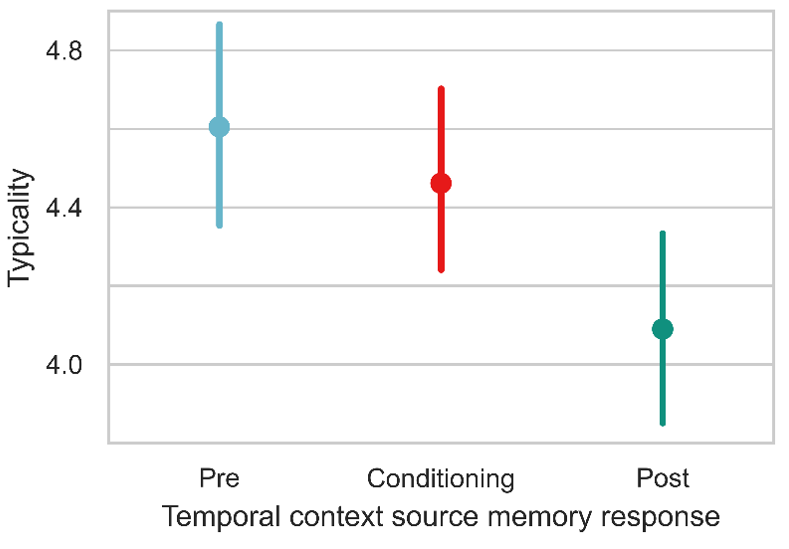 4.8
4.4
4.0
Typicality
Pre
Conditioning
Post
Temporal context source memory response